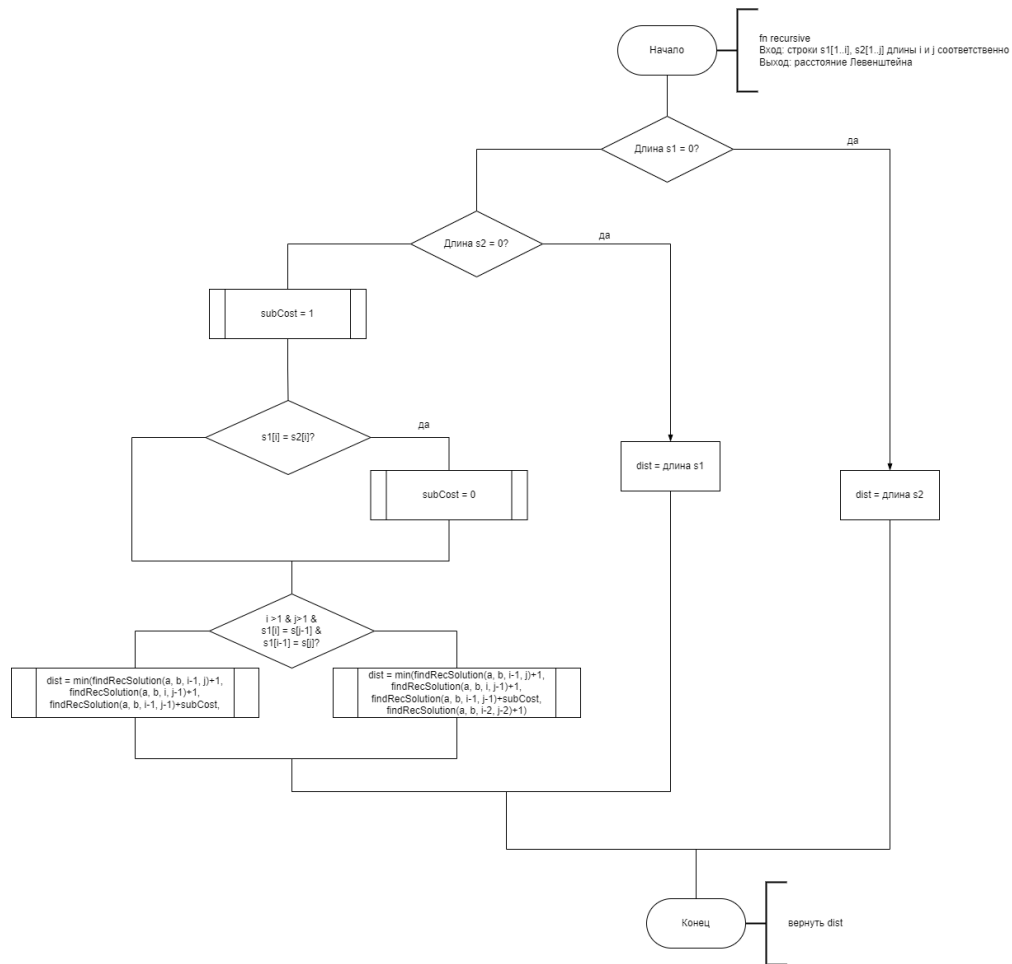 Начало
fn recursive
Вход: строки s1[1..i], s2[1..j] длины i и j соответственно
Выход: расстояние Левенштейна
Длина s1 = 0?
да
Длина s2 = 0?
да
subCost = 1
s1[i] = s2[i]?
да
dist = длина s1
subCost = 0
dist = длина s2
i >1 & j>1 &
s1[i] = s[j-1] &
s1[i-1] = s[j]?
dist = min(findRecSolution(a, b, i-1, j)+1,
findRecSolution(a, b, i, j-1)+1,
findRecSolution(a, b, i-1, j-1)+subCost,
dist = min(findRecSolution(a, b, i-1, j)+1,
findRecSolution(a, b, i, j-1)+1,
findRecSolution(a, b, i-1, j-1)+subCost,
findRecSolution(a, b, i-2, j-2)+1)
Конец
вернуть dist